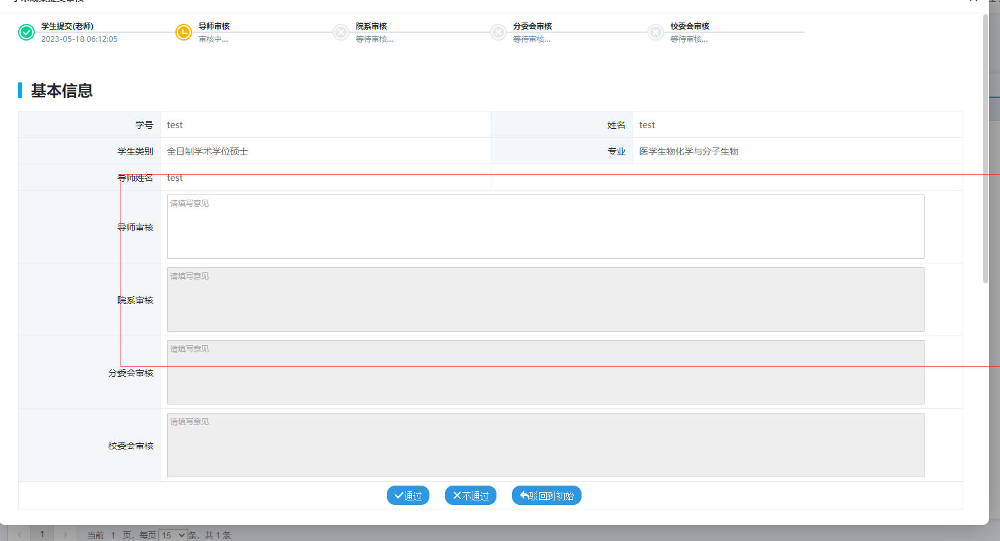 学生提交(老师)
2023-05-18 06:12:05
导师审核
审核中...
院系审核
等待审核...
分委会审核
等待审核...
校委会审核
等待审核...
基本信息
学号 test 姓名 test
学生类别 全日制学术学位硕士 专业 医学生物化学与分子生物
导师姓名 test
导师审核 请填写意见
院系审核 请填写意见
分委会审核 请填写意见
校委会审核 请填写意见
通过 不通过 驳回到初始
1 当前 1 页，每页 15 条，共 1 条